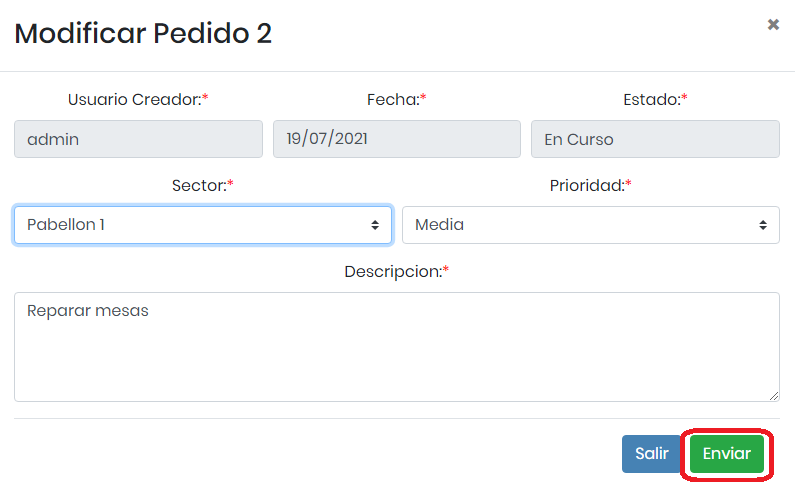 Modificar Pedido 2
×
Usuario Creador:* Fecha:* Estado:*
admin 19/07/2021 En Curso
Sector:* Prioridad:*
Pabellon 1 Media
Descripcion:*
Reparar mesas
Salir Enviar